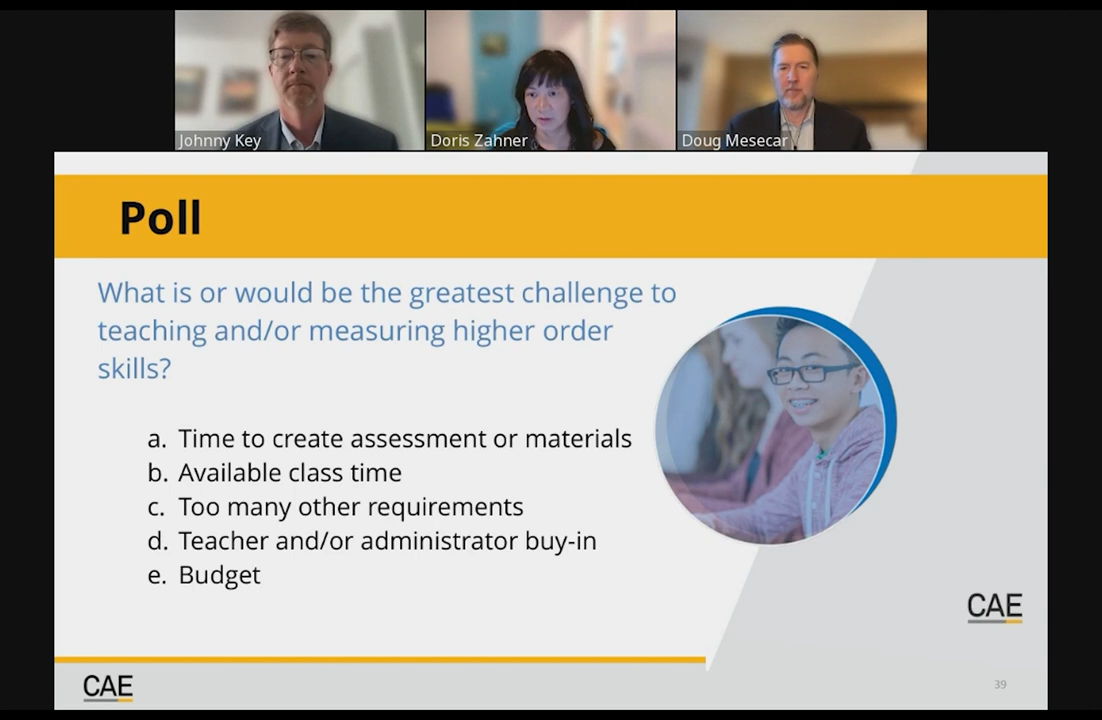 Johnny Key
Doris Zahner
Doug Mesecar
Poll
What is or would be the greatest challenge to
teaching and/or measuring higher order
skills?
a. Time to create assessment or materials
b. Available class time
c. Too many other requirements
d. Teacher and/or administrator buy-in
e. Budget
CAE
CAE
39